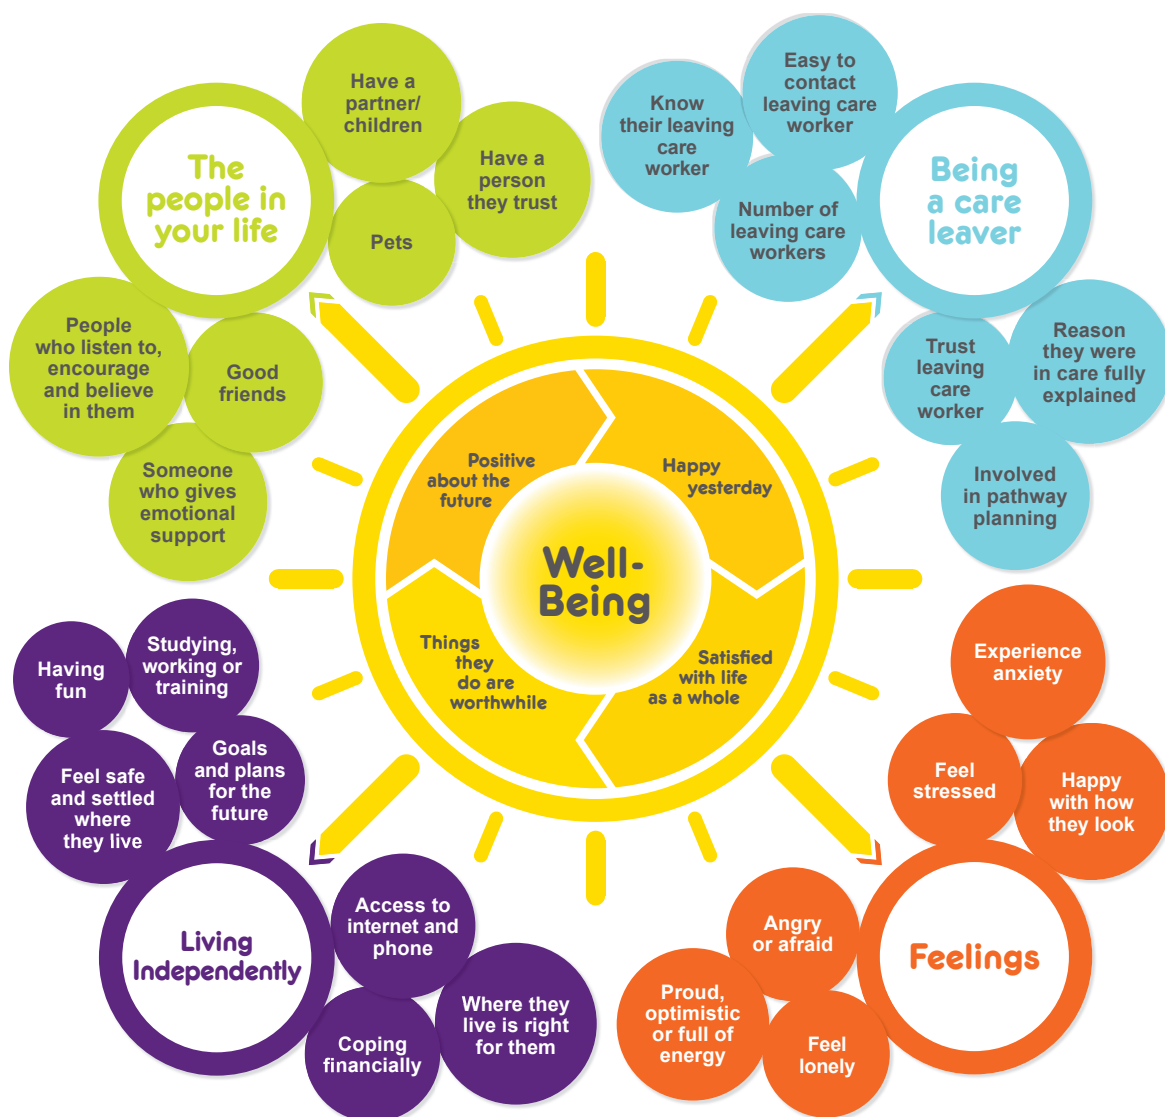 The
people in
your life
Have a
partner/
children
Have a
person
they trust
Pets
People
who listen to,
encourage
and believe
in them
Good
friends
Someone
who gives
emotional
support
Know
their leaving
care
worker
Easy to
contact
leaving care
worker
Number of
leaving care
workers
Being
a care
leaver
Trust
leaving
care
worker
Reason
they were
in care fully
explained
Involved
in pathway
planning
Positive
about the
future
Happy
yesterday
Well-
Being
Things
they
do are
worthwhile
Satisfied
with life
as a whole
Having
fun
Studying,
working or
training
Feel safe
and settled
where
they live
Goals
and plans
for the
future
Living
Independently
Access to
internet and
phone
Coping
financially
Where they
live is right
for them
Experience
anxiety
Feel
stressed
Happy
with how
they look
Feelings
Angry
or afraid
Proud,
optimistic
or full of
energy
Feel
lonely